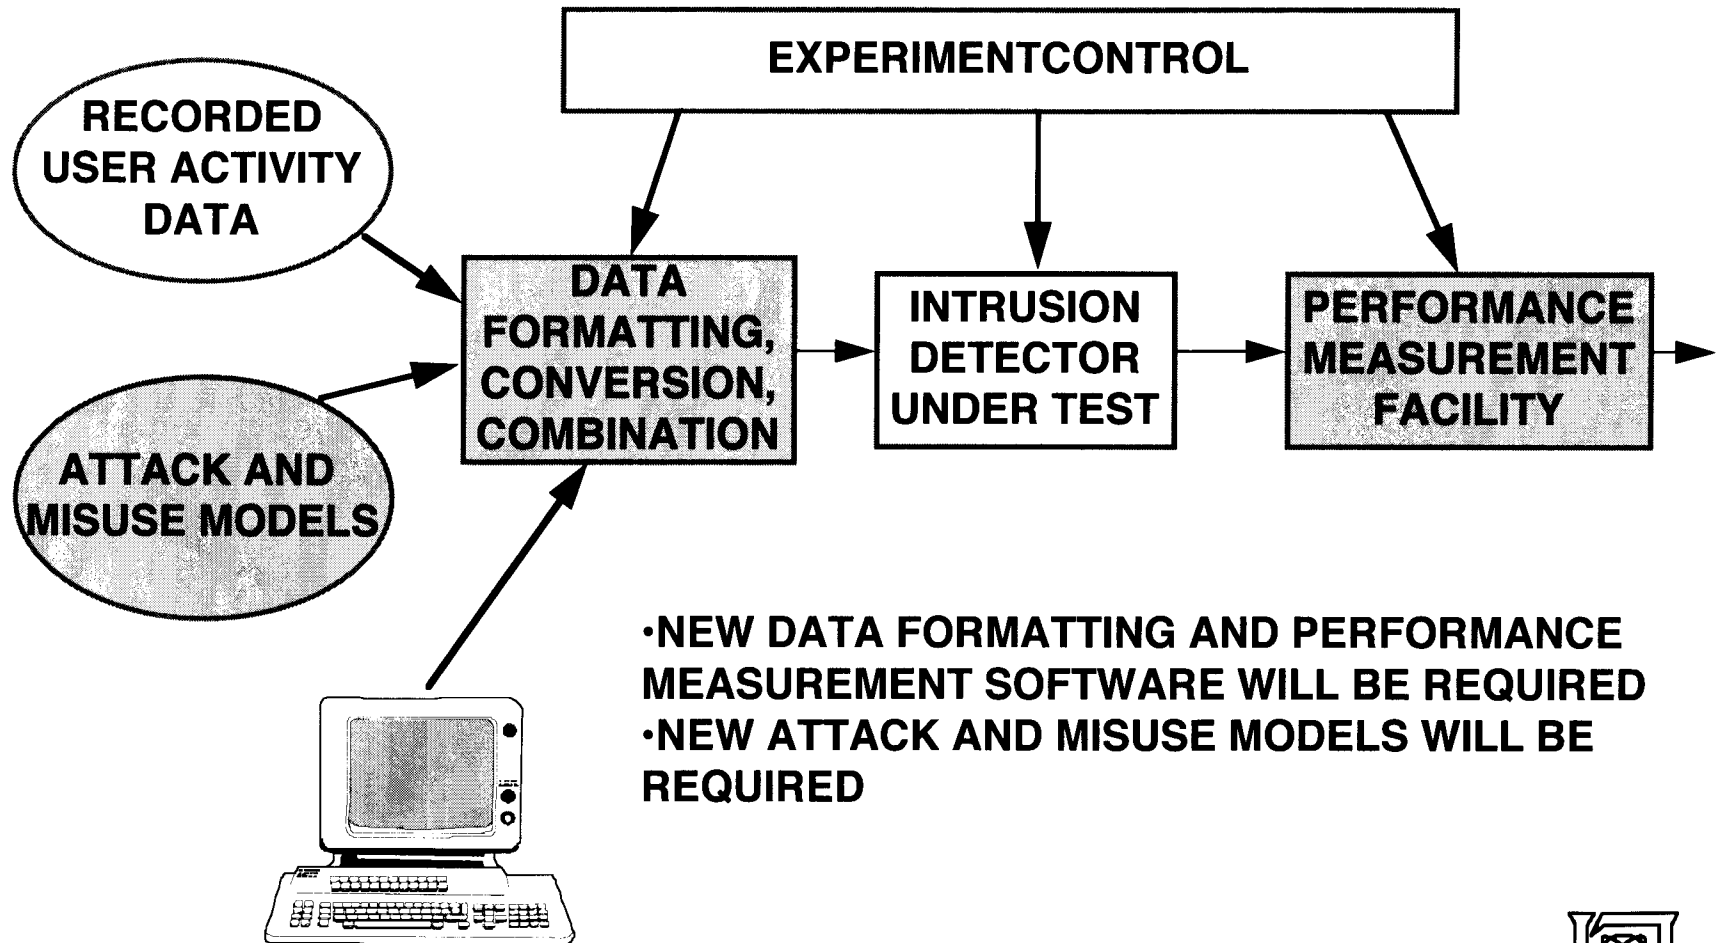 EXPERIMENTCONTROL
RECORDED
USER ACTIVITY
DATA
ATTACK AND
MISUSE MODELS
DATA
FORMATTING,
CONVERSION,
COMBINATION
INTRUSION
DETECTOR
UNDER TEST
PERFORMANCE
MEASUREMENT
FACILITY
•NEW DATA FORMATTING AND PERFORMANCE
MEASUREMENT SOFTWARE WILL BE REQUIRED
•NEW ATTACK AND MISUSE MODELS WILL BE
REQUIRED